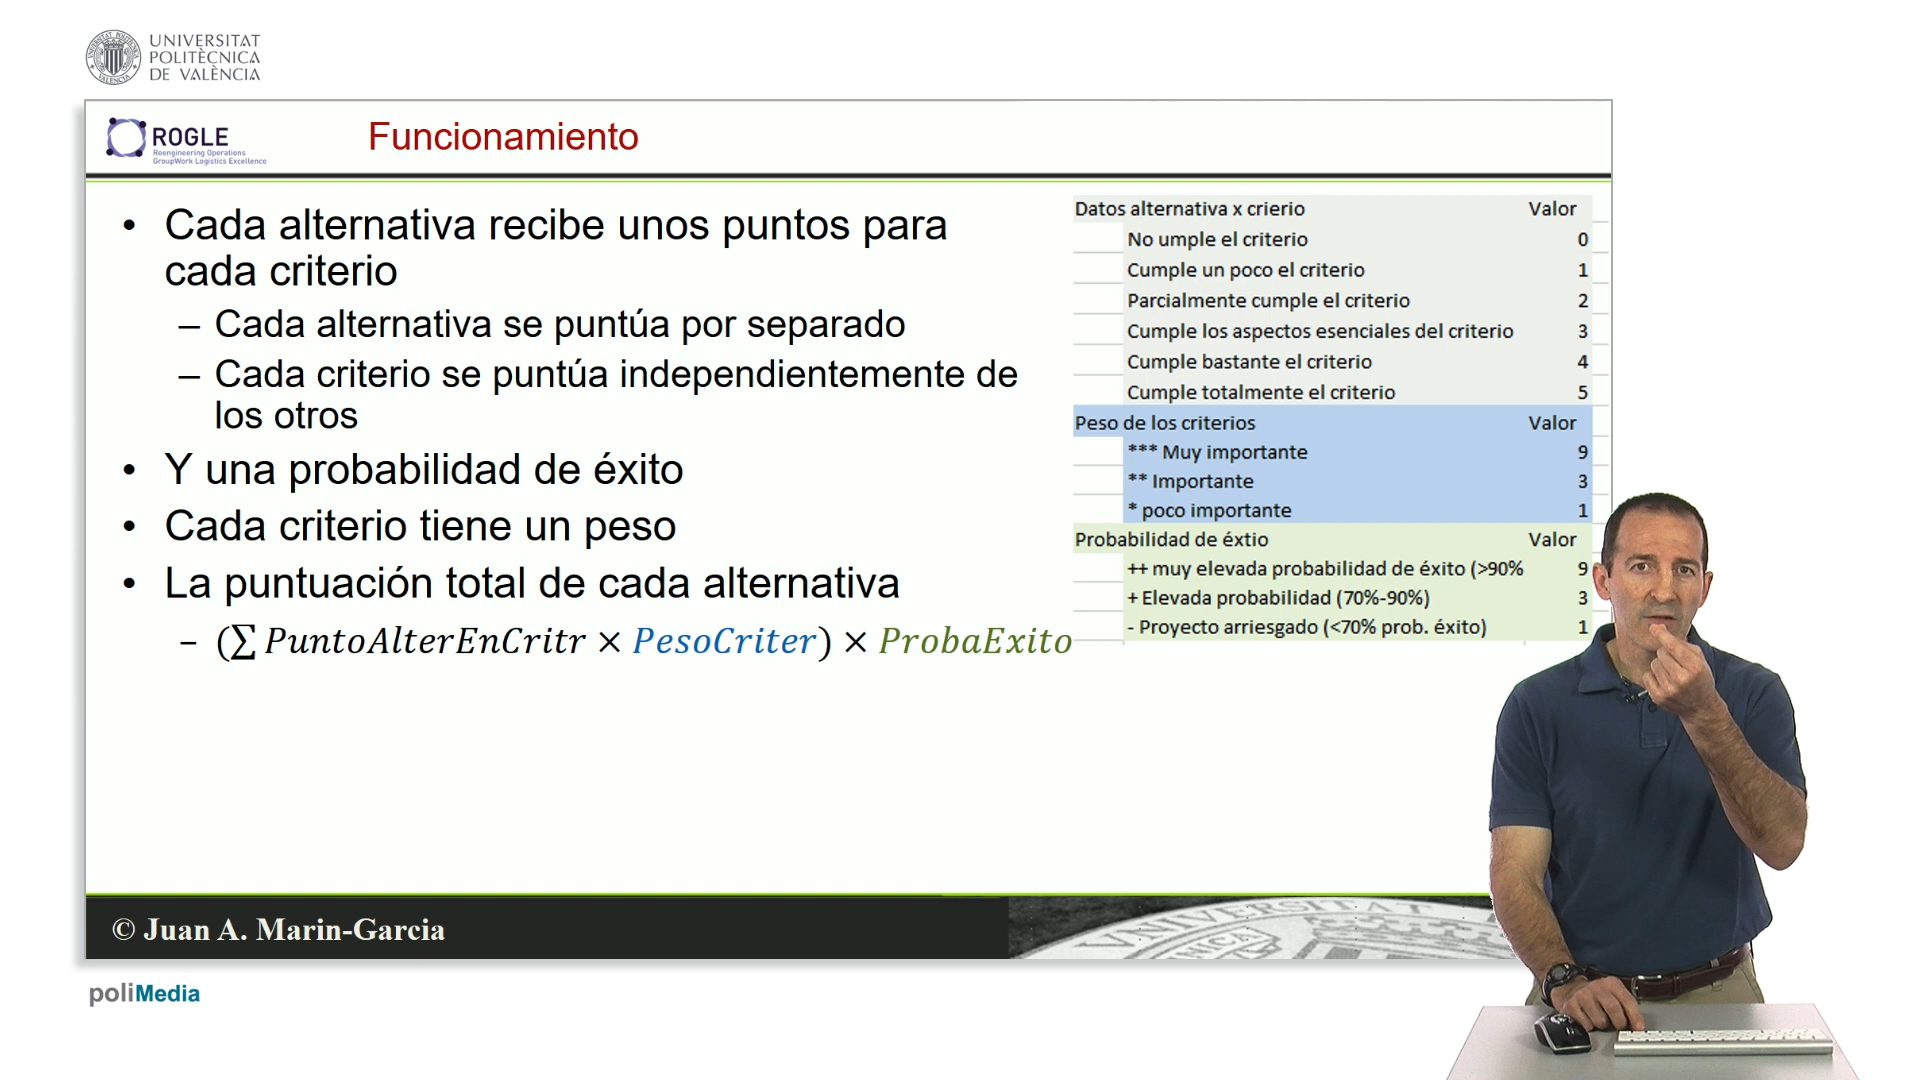 UNIVERSITAT
POLITÈCNICA
DE VALÈNCIA
ROGLE
Reengineering Operations
GroupWork Logistics Excellence
Funcionamiento
• Cada alternativa recibe unos puntos para
cada criterio
– Cada alternativa se puntúa por separado
– Cada criterio se puntúa independientemente de
los otros
• Y una probabilidad de éxito
• Cada criterio tiene un peso
• La puntuación total de cada alternativa
– (∑ PuntoAlterEnCritr × PesoCriter) × ProbaExito
Datos alternativa x crierio Valor
No umple el criterio 0
Cumple un poco el criterio 1
Parcialmente cumple el criterio 2
Cumple los aspectos esenciales del criterio 3
Cumple bastante el criterio 4
Cumple totalmente el criterio 5
Peso de los criterios Valor
*** Muy importante 9
** Importante 3
* poco importante 1
Probabilidad de éxtio Valor
++ muy elevada probabilidad de éxito (>90% 9
+ Elevada probabilidad (70%-90%) 3
- Proyecto arriesgado (<70% prob. éxito) 1
© Juan A. Marin-Garcia
UNIVERSITAT
poliMedia